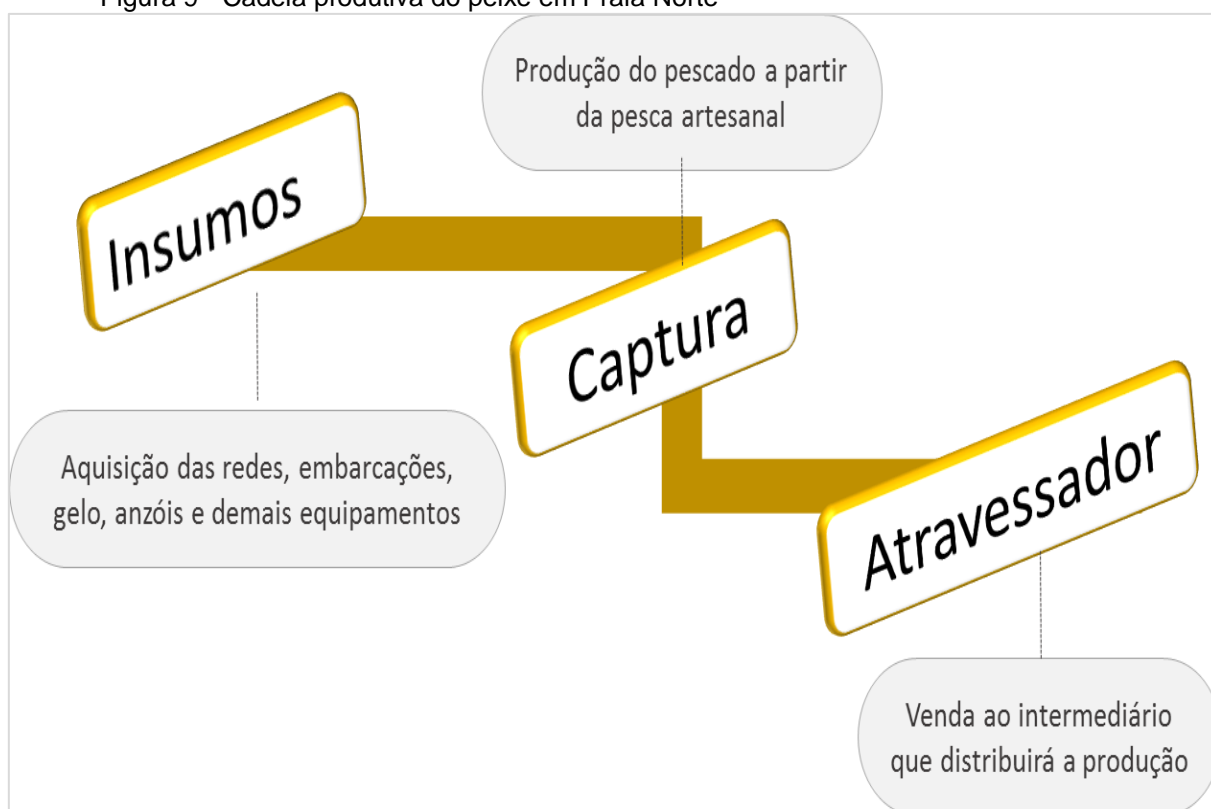 Figura 9 - Cadeia produtiva do peixe em Praia Norte
Produção do pescado a partir
da pesca artesanal
Insumos
Captura
Aquisição das redes, embarcações,
gelo, anzóis e demais equipamentos
Atravessador
Venda ao intermediário
que distribuirá a produção